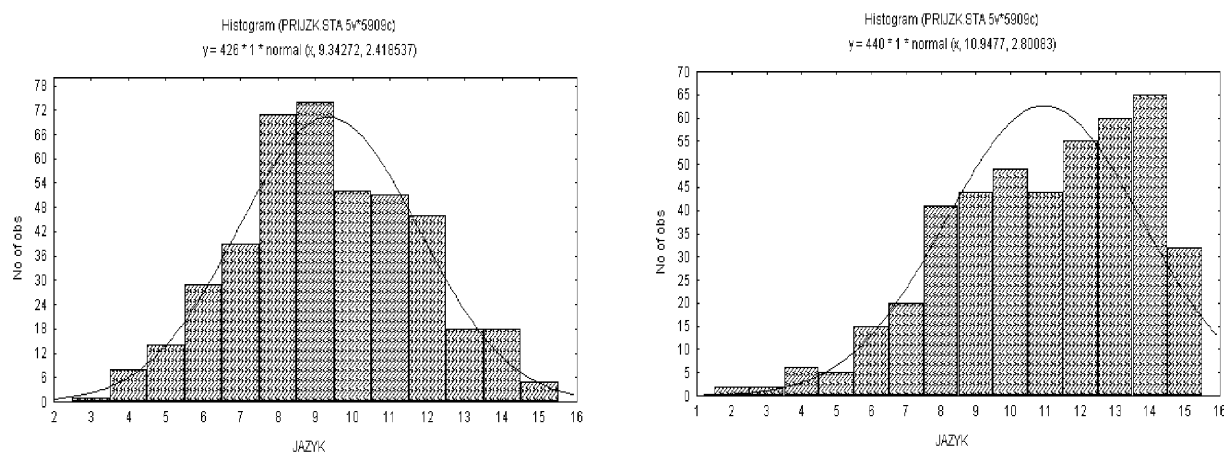 Histogram (PRIJZK.STA 5v*5909c)
y = 426 * 1 * normal (x, 9.34272, 2.418537)
No of obs
78
72
66
60
54
48
42
36
30
24
18
12
6
0
2 3 4 5 6 7 8 9 10 11 12 13 14 15 16
JAZYK
Histogram (PRIJZK.STA 5v*5909c)
y = 440 * 1 * normal (x, 10.9477, 2.80083)
No of obs
70
65
60
55
50
45
40
35
30
25
20
15
10
5
0
1 2 3 4 5 6 7 8 9 10 11 12 13 14 15 16
JAZYK